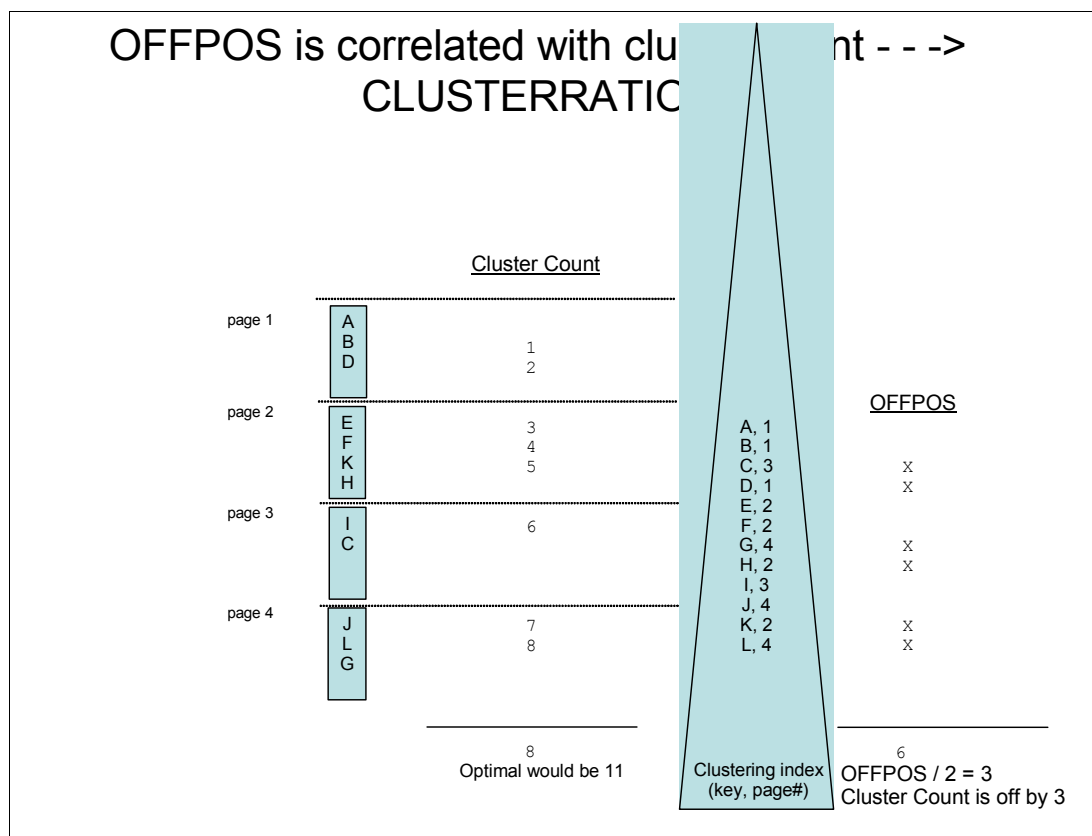 OFFPOS is correlated with clu nt - - ->
CLUSTERRATIO
Cluster Count
page 1
A
B
D
1
2
page 2
E
F
K
H
3
4
5
page 3
I
C
6
page 4
J
L
G
7
8
8
Optimal would be 11
A, 1
B, 1
C, 3
D, 1
E, 2
F, 2
G, 4
H, 2
I, 3
J, 4
K, 2
L, 4
Clustering index
(key, page#)
OFFPOS
X
X
X
X
X
X
6
OFFPOS / 2 = 3
Cluster Count is off by 3